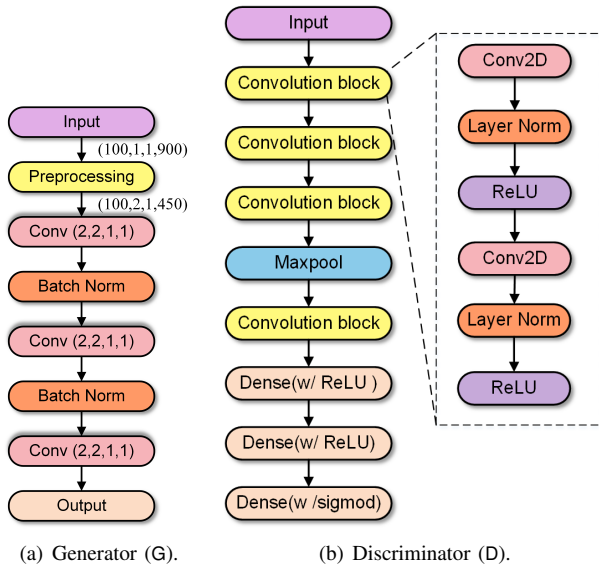 Input
(100,1,1,900)
Preprocessing
(100,2,1,450)
Conv (2,2,1,1)
Batch Norm
Conv (2,2,1,1)
Batch Norm
Conv (2,2,1,1)
Output
(a) Generator (G).
Input
Convolution block
Convolution block
Convolution block
Maxpool
Convolution block
Dense(w/ ReLU )
Dense(w/ ReLU)
Dense(w /sigmod)
Conv2D
Layer Norm
ReLU
Conv2D
Layer Norm
ReLU
(b) Discriminator (D).